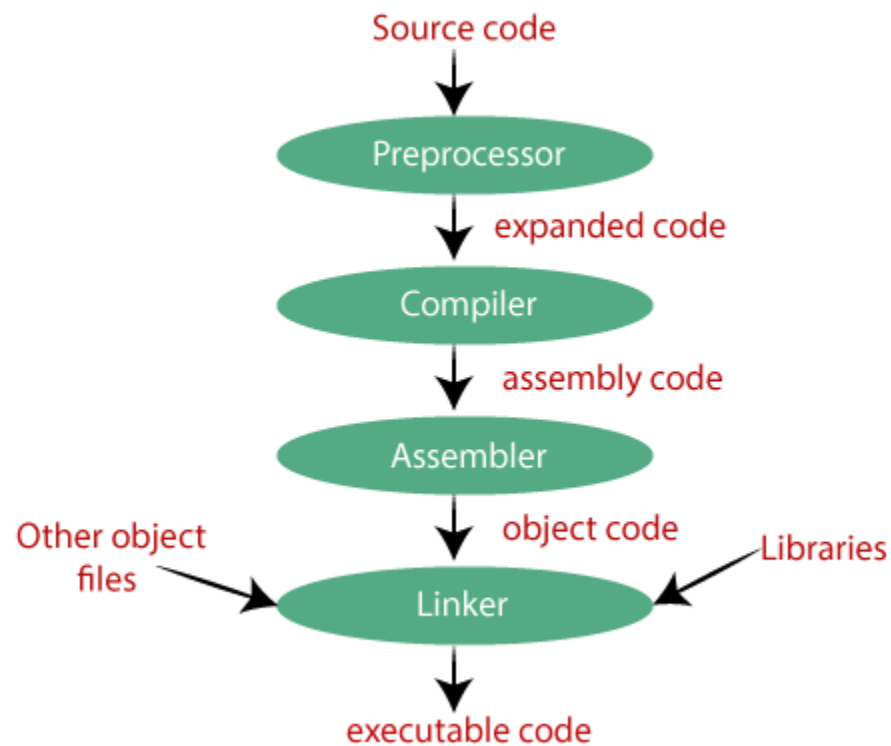 Source code
Preprocessor
expanded code
Compiler
assembly code
Assembler
object code
Other object
files
Libraries
Linker
executable code